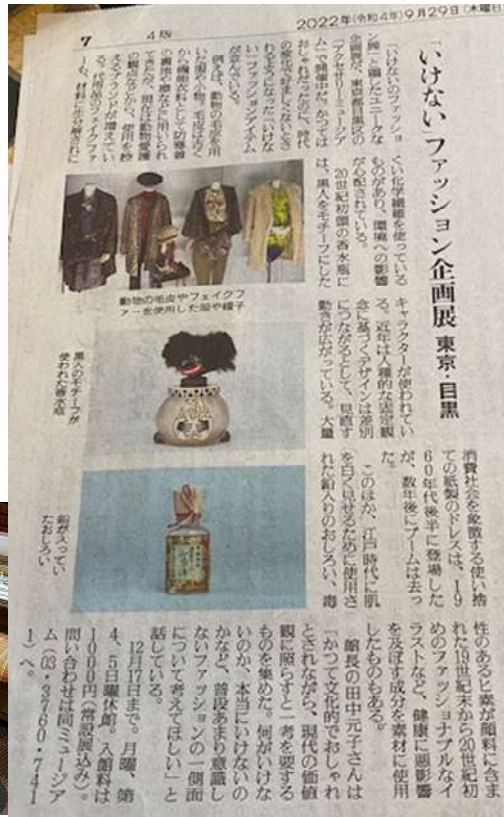 2022年(令和4年)9月29日(木曜日)
4版
7
「いけない」ファッション企画展 東京・目黒
「いけないのファッショ
ン展」と題したユニークな
企画展が、東京都目黒区の
「アクセサリーミュージア
ム」で開催中だ。かつては
おしゃれだったのに、時代
の変化で
れるようになった「いけな
い」ファッションアイテム
が並んでいる。
例えば、動物の毛皮を用
いた服や小物。毛皮は古く
から機能衣料として防寒着
の裏地や襟などに用いられ
てきたが、現在は動物愛護
の観点などから、使用を控
えるブランドが増えてい
る。代用品のフェイクファ
ーも、材料に土に分解されに
くい化学繊維を使っている
ものがあり、環境への影響
が心配されている。
20世紀初頭の香水瓶に
は、黒人をモチーフにした
キャラクターが使われてい
る。近年は人種的な固定観
念に基づくデザインは差別
につながるとして、見直す
動きが広がっている。大量
消費社会を象徴する使い捨
ての紙製のドレスは、19
60年代後半に登場した
が、数年後にブームは去っ
た。
このほか、江戸時代に肌
を白く見せるために使用さ
れた鉛入りのおしろい、毒
性のあるヒ素が顔料に含ま
れた19世紀末から20世紀初
めのファッショナブルなイ
ラストなど、健康に悪影響
を及ぼす成分を素材に使用
したものもある。
館長の田中元子さんは
「かつて文化的でおしゃれ
とされながら、現代の価値
観に照らすと一考を要する
ものを集めた。何がいけな
いのか、本当にいけないの
かなど、普段あまり意識し
ないファッションの一側面
について考えてほしい」と
話している。
12月17日まで。月曜、第
4、5日曜休館。入館料は
1000円(常設展込み)。
問い合わせは同ミュージア
ム(03・3760・741
1)へ。
動物の毛皮やフェイクフ
ァーを使用した服や帽子
黒人のモチーフが
使われた香水瓶
鉛が入ってい
たおしろい